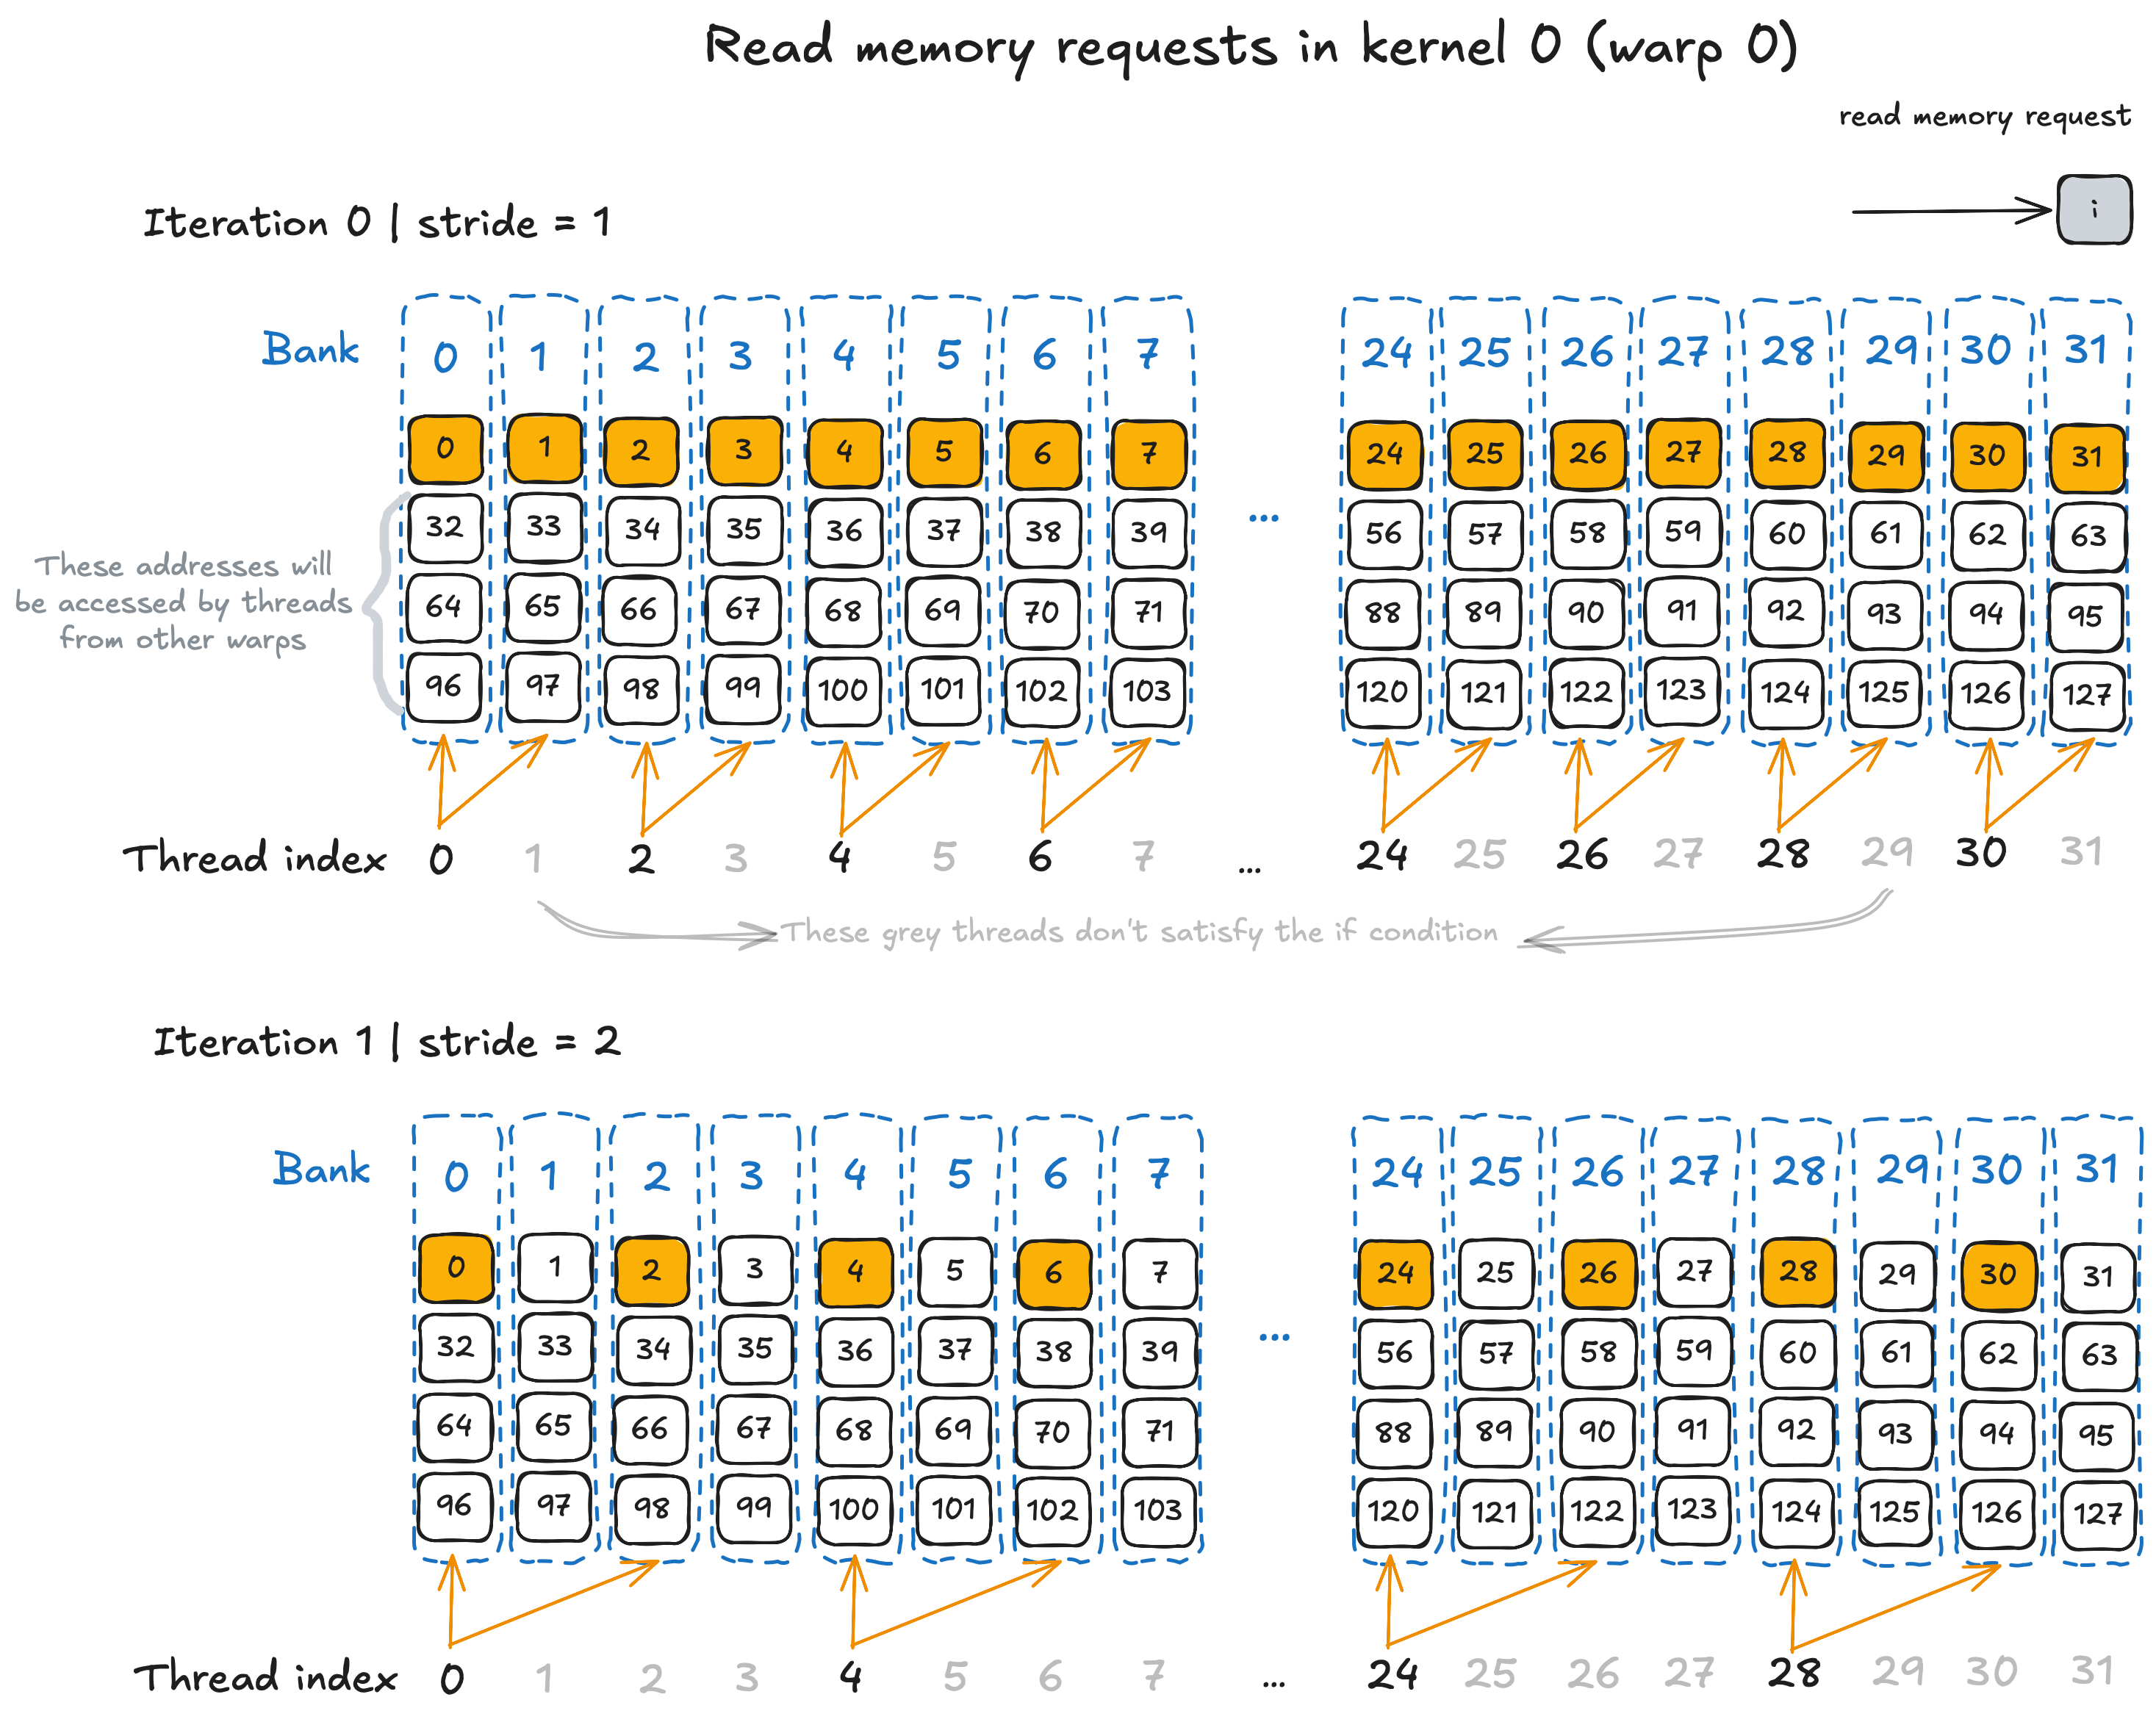 Read memory requests in kernel 0 (warp 0)
read memory request
i
Iteration 0 | stride = 1
Bank 0 1 2 3 4 5 6 7 24 25 26 27 28 29 30 31
0 1 2 3 4 5 6 7 24 25 26 27 28 29 30 31
32 33 34 35 36 37 38 39 ... 56 57 58 59 60 61 62 63
These addresses will
be accessed by threads
from other warps
64 65 66 67 68 69 70 71 88 89 90 91 92 93 94 95
96 97 98 99 100 101 102 103 120 121 122 123 124 125 126 127
Thread index 0 1 2 3 4 5 6 7 ... 24 25 26 27 28 29 30 31
These grey threads don't satisfy the if condition
Iteration 1 | stride = 2
Bank 0 1 2 3 4 5 6 7 24 25 26 27 28 29 30 31
0 1 2 3 4 5 6 7 24 25 26 27 28 29 30 31
32 33 34 35 36 37 38 39 ... 56 57 58 59 60 61 62 63
64 65 66 67 68 69 70 71 88 89 90 91 92 93 94 95
96 97 98 99 100 101 102 103 120 121 122 123 124 125 126 127
Thread index 0 1 2 3 4 5 6 7 ... 24 25 26 27 28 29 30 31